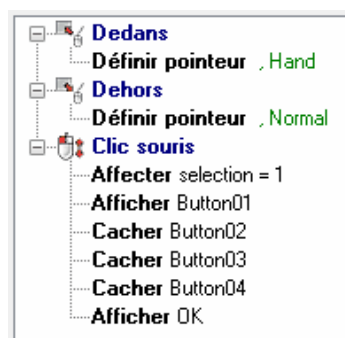 Dedans
Définir pointeur , Hand
Dehors
Définir pointeur , Normal
Clic souris
Affecter selection = 1
Afficher Button01
Cacher Button02
Cacher Button03
Cacher Button04
Afficher OK